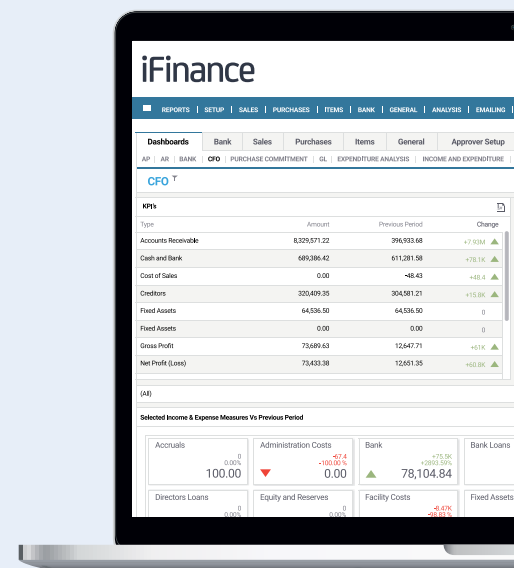 iFinance
REPORTS | SETUP | SALES | PURCHASES | ITEMS | BANK | GENERAL | ANALYSIS | EMAILING |
Dashboards Bank Sales Purchases Items General Approver Setup
AP | AR | BANK | CFO | PURCHASE COMMITMENT | GL | EXPENDITURE ANALYSIS | INCOME AND EXPENDITURE |
CFO
KPI's
Type Amount Previous Period Change
Accounts Receivable 8,329,571.22 396,933.68 +7.93M
Cash and Bank 689,386.42 611,281.58 +78.1K
Cost of Sales 0.00 -48.43 +48.4
Creditors 320,409.35 304,581.21 +15.8K
Fixed Assets 64,536.50 64,536.50 0
Fixed Assets 0.00 0.00 0
Gross Profit 73,689.63 12,647.71 +61K
Net Profit (Loss) 73,433.38 12,651.35 +60.8K
(All)
Selected Income & Expense Measures Vs Previous Period
Accruals Administration Costs Bank Bank Loans
0 -67.4 +75.5K
0.00% -100.00 % +2893.59%
100.00 0.00 78,104.84
Directors Loans Equity and Reserves Facility Costs Fixed Assets
0 0 -8.47K
0.00% 0.00% -98.83 %